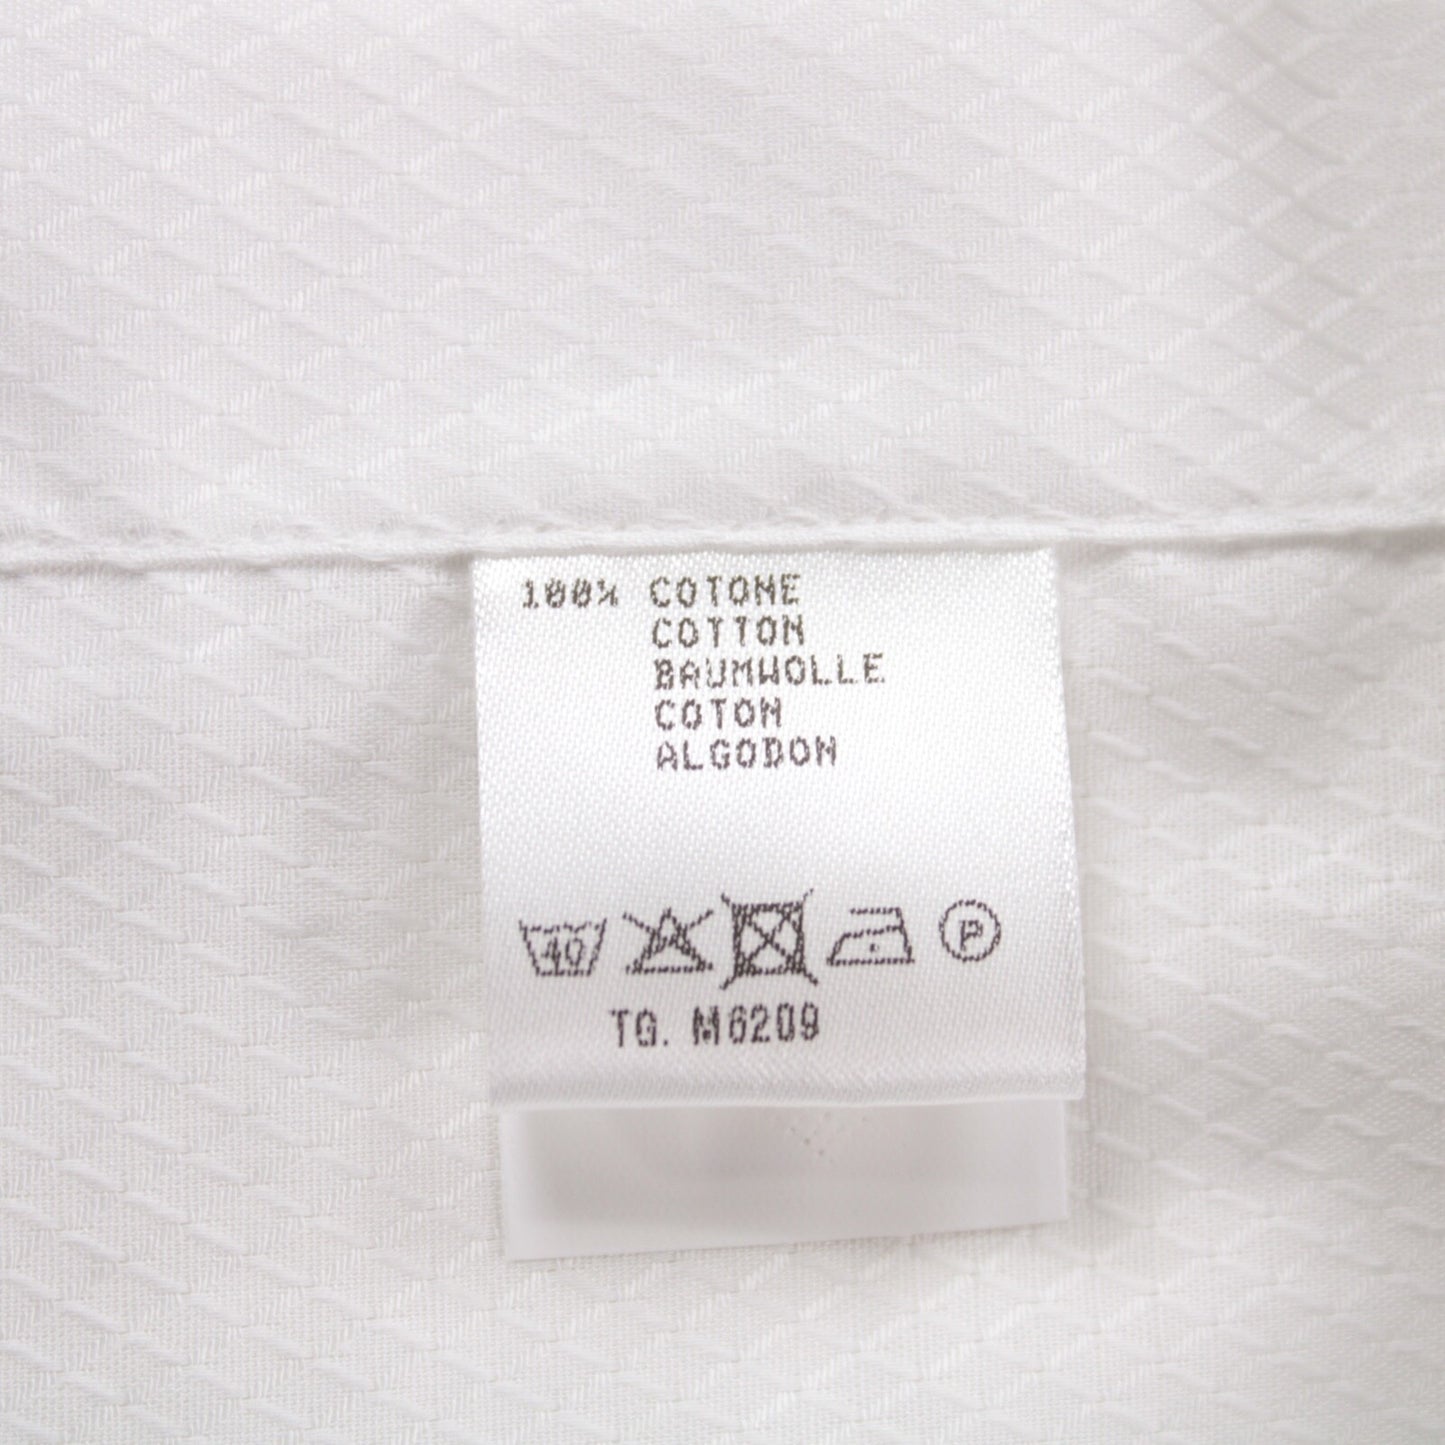 100% COTONE
COTTON
BAUMWOLLE
COTON
ALGODON
40 P
TG. M6209